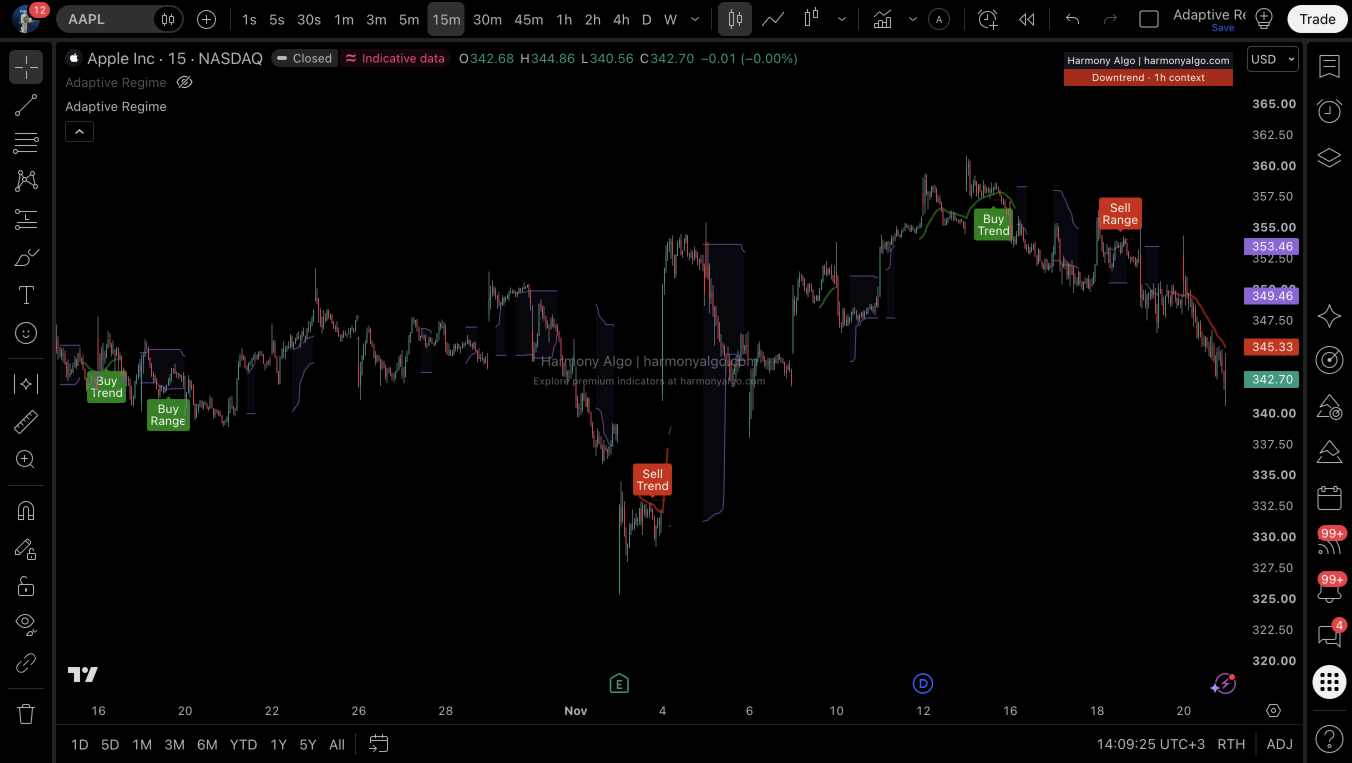 12
AAPL
1s 5s 30s 1m 3m 5m 15m 30m 45m 1h 2h 4h D W
A
Adaptive Re
Save
Trade
Apple Inc · 15 · NASDAQ Closed Indicative data O342.68 H344.86 L340.56 C342.70 −0.01 (−0.00%)
Harmony Algo | harmonyalgo.com
Downtrend · 1h context
USD
Adaptive Regime
Adaptive Regime
365.00
362.50
360.00
357.50
355.00
353.46
352.50
349.46
347.50
345.33
342.70
340.00
337.50
335.00
332.50
330.00
327.50
325.00
322.50
320.00
Buy
Trend
Buy
Range
Sell
Trend
Buy
Trend
Sell
Range
Harmony Algo | harmonyalgo.com
Explore premium indicators at harmonyalgo.com
99+
99+
4
E
D
16 20 22 26 28 Nov 4 6 10 12 16 18 20
1D 5D 1M 3M 6M YTD 1Y 5Y All
14:09:25 UTC+3 RTH ADJ